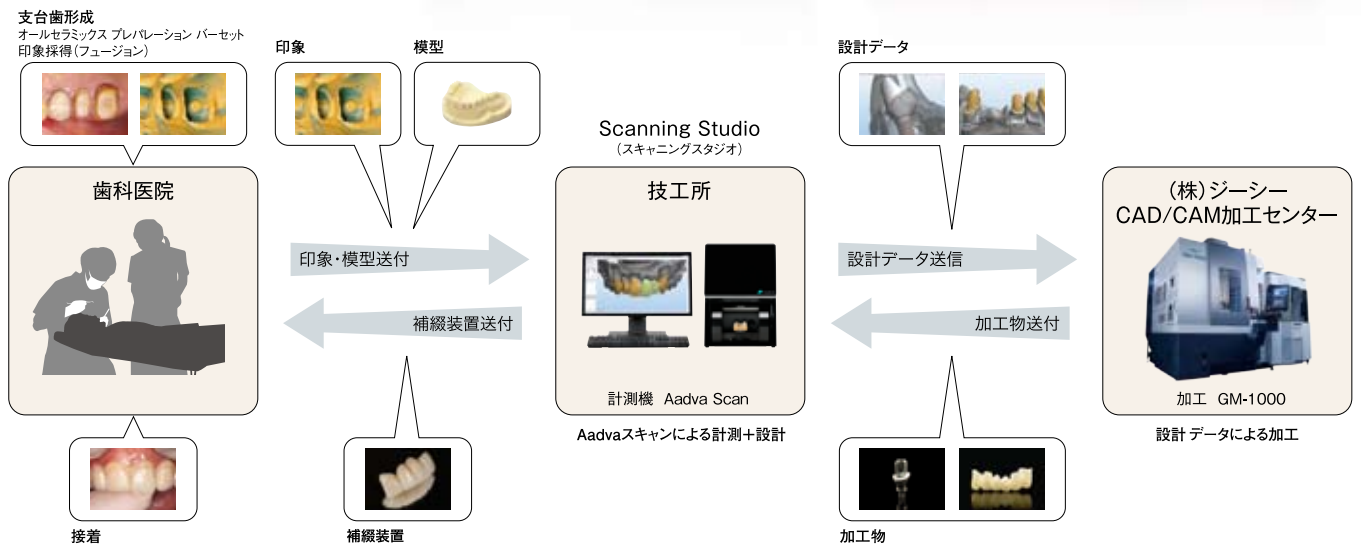 支台歯形成
オールセラミックス プレパレーション バーセット
印象採得(フュージョン)
印象
模型
設計データ
Scanning Studio
(スキャニングスタジオ)
歯科医院
技工所
(株)ジーシー
CAD/CAM加工センター
印象・模型送付
設計データ送信
補綴装置送付
加工物送付
計測機 Aadva Scan
加工 GM-1000
Aadvaスキャンによる計測+設計
設計データによる加工
接着
補綴装置
加工物